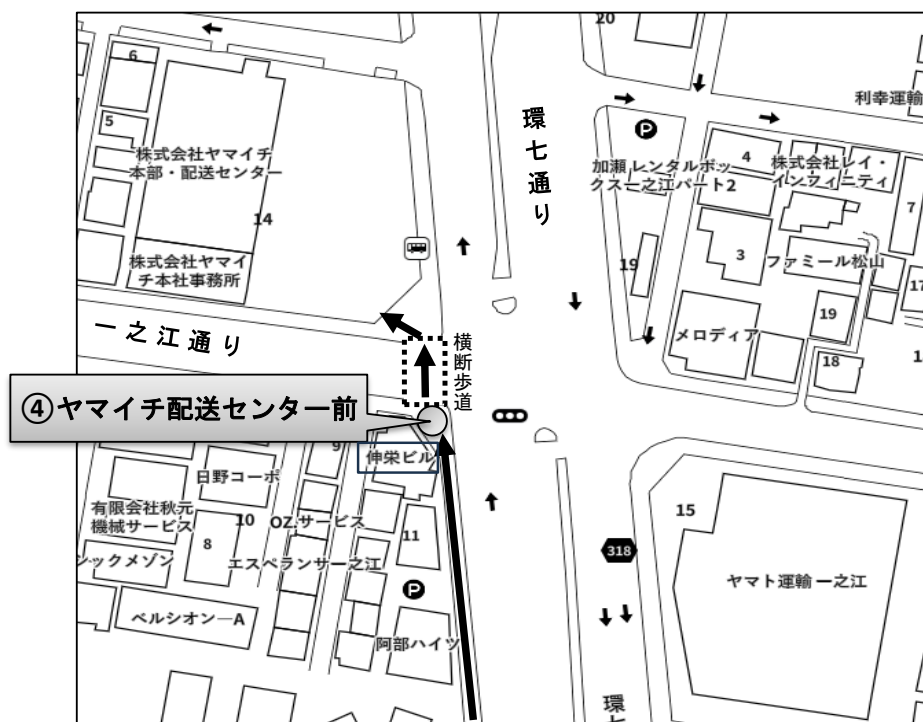 20
6
利幸運輸
5
環七通り
株式会社ヤマイチ
本部・配送センター
4
株式会社レイ・
インフィニティ
加瀬レンタルボッ
クス一之江パート2
7
14
株式会社ヤマイ
チ本社事務所
19
3
ファミール松山
17
一之江通り
横断歩道
メロディア
19
18
1
④ヤマイチ配送センター前
9
伸栄ビル
日野コーポ
有限会社秋元
機械サービス
10
OZ.サービス
15
8
11
シックメゾン
エスペランサー之江
318
ヤマト運輸一之江
P
P
ベルシオン―A
阿部ハイツ
環七